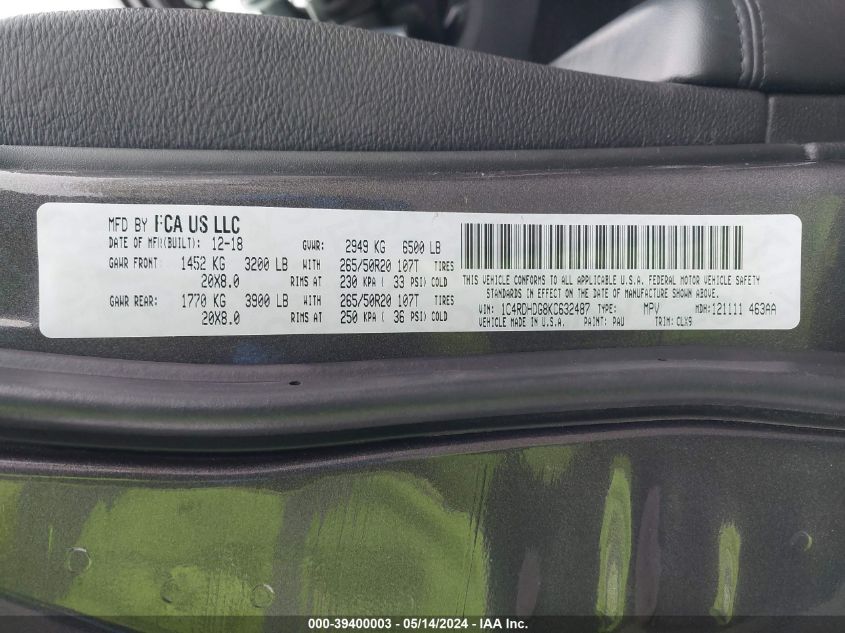 MFD BY FCA US LLC
DATE OF MFR(BUILT): 12-18 GVWR: 2949 KG 6500 LB
GAWR FRONT: 1452 KG 3200 LB WITH 265/50R20 107T TIRES
20X8.0 RIMS AT 230 KPA ( 33 PSI) COLD
GAWR REAR: 1770 KG 3900 LB WITH 265/50R20 107T TIRES
20X8.0 RIMS AT 250 KPA ( 36 PSI) COLD
THIS VEHICLE CONFORMS TO ALL APPLICABLE U.S.A. FEDERAL MOTOR VEHICLE SAFETY
STANDARDS IN EFFECT ON THE DATE OF MANUFACTURE SHOWN ABOVE.
VIN: 1C4RDHDG8KC632487 TYPE: MPV MDH: 121111 463AA
VEHICLE MADE IN U.S.A. PAINT: PAU TRIM: CLX9
000-39400003 - 05/14/2024 - IAA Inc.